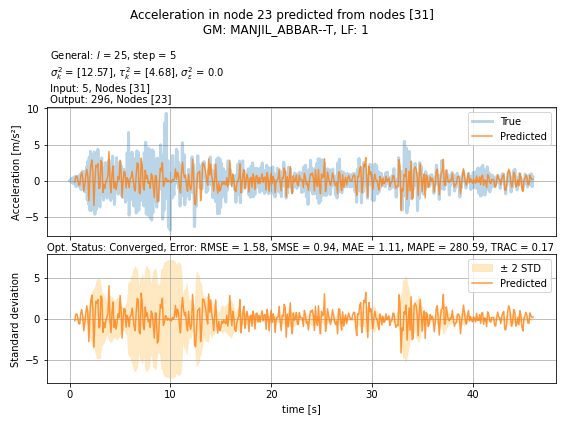 Acceleration in node 23 predicted from nodes [31]
GM: MANJIL_ABBAR--T, LF: 1
General: l = 25, step = 5
σ²ₖ = [12.57], τ²ₖ = [4.68], σ²ₑ = 0.0
Input: 5, Nodes [31]
Output: 296, Nodes [23]
Acceleration [m/s²]
10
5
0
−5
True
Predicted
Opt. Status: Converged, Error: RMSE = 1.58, SMSE = 0.94, MAE = 1.11, MAPE = 280.59, TRAC = 0.17
Standard deviation
5
0
−5
± 2 STD
Predicted
0 10 20 30 40
time [s]